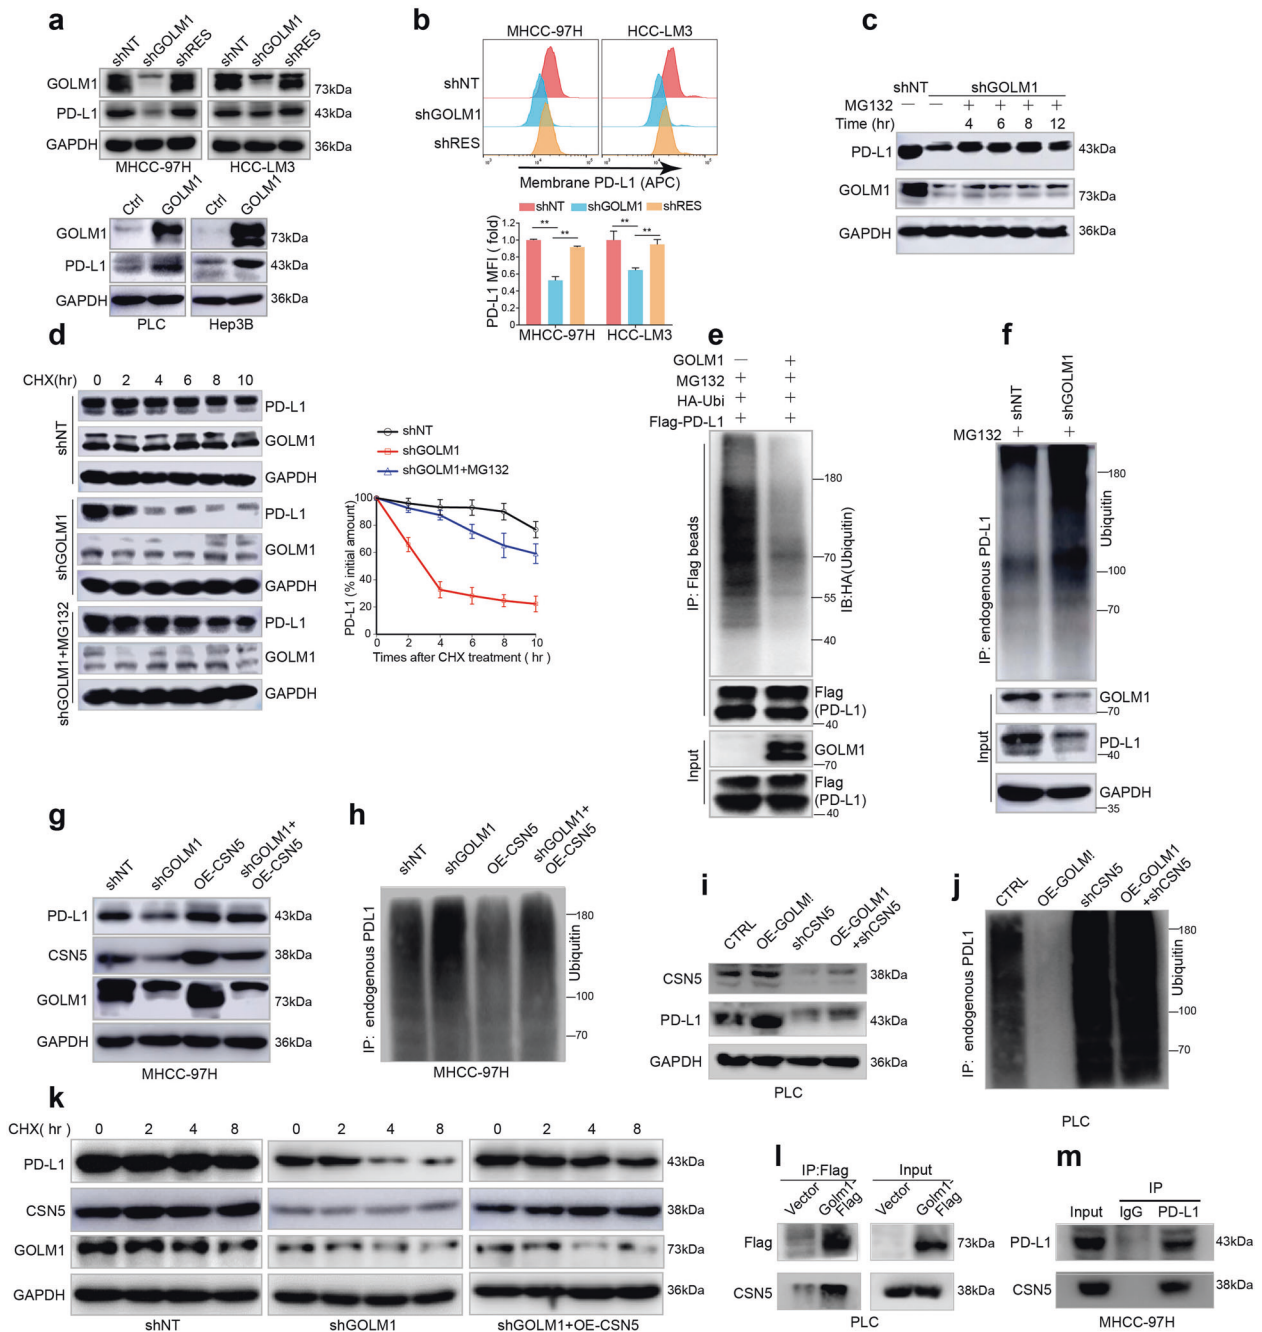 a
shNT shGOLM1 shRES shNT shGOLM1 shRES
GOLM1 73kDa
PD-L1 43kDa
GAPDH 36kDa
MHCC-97H HCC-LM3
Ctrl GOLM1 Ctrl GOLM1
GOLM1 73kDa
PD-L1 43kDa
GAPDH 36kDa
PLC Hep3B
b
MHCC-97H HCC-LM3
shNT
shGOLM1
shRES
Membrane PD-L1 (APC)
shNT shGOLM1 shRES
** ** ** **
PD-L1 MFI ( fold)
1.2
1.0
0.8
0.6
0.4
0.2
0
MHCC-97H HCC-LM3
c
shNT shGOLM1
MG132 — — + + + +
Time (hr) 4 6 8 12
PD-L1 43kDa
GOLM1 73kDa
GAPDH 36kDa
d
CHX(hr) 0 2 4 6 8 10
shNT
PD-L1
GOLM1
GAPDH
shGOLM1
PD-L1
GOLM1
GAPDH
shGOLM1+MG132
PD-L1
GOLM1
GAPDH
shNT
shGOLM1
shGOLM1+MG132
PD-L1 (% initial amount)
100
80
60
40
20
0
0 2 4 6 8 10
Times after CHX treatment ( hr )
e
GOLM1 — +
MG132 + +
HA-Ubi + +
Flag-PD-L1 + +
IP: Flag beads
IB:HA(Ubiquitin)
—180
—70
—55
—40
Flag
(PD-L1)
—40
Input
GOLM1
—70
Flag
(PD-L1)
—40
f
shNT shGOLM1
MG132 + +
IP: endogenous PD-L1
Ubiquitin
—180
—100
—70
Input
GOLM1
—70
PD-L1
—40
GAPDH
—35
g
shNT shGOLM1 OE-CSN5 shGOLM1+
OE-CSN5
PD-L1 43kDa
CSN5 38kDa
GOLM1 73kDa
GAPDH 36kDa
MHCC-97H
h
shNT shGOLM1 OE-CSN5 shGOLM1+
OE-CSN5
IP: endogenous PDL1
Ubiquitin
—180
—100
—70
MHCC-97H
i
CTRL OE-GOLM! shCSN5 OE-GOLM1
+shCSN5
CSN5 38kDa
PD-L1 43kDa
GAPDH 36kDa
PLC
j
CTRL OE-GOLM! shCSN5 OE-GOLM1
+shCSN5
IP: endogenous PDL1
Ubiquitin
—180
—100
—70
PLC
k
CHX( hr ) 0 2 4 8 0 2 4 8 0 2 4 8
PD-L1 43kDa
CSN5 38kDa
GOLM1 73kDa
GAPDH 36kDa
shNT shGOLM1 shGOLM1+OE-CSN5
l
IP:Flag Input
Vector Golm1-
Flag Vector Golm1-
Flag
Flag 73kDa
CSN5 38kDa
PLC
m
IP
Input IgG PD-L1
PD-L1 43kDa
CSN5 38kDa
MHCC-97H